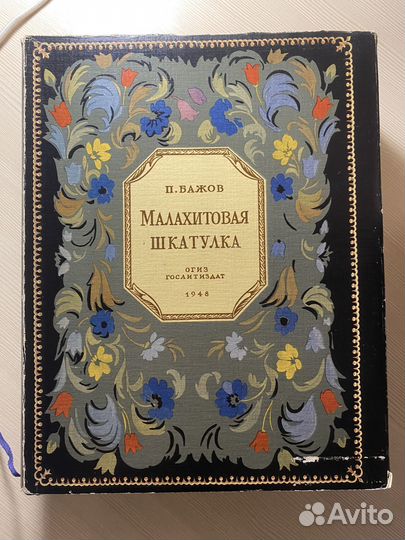 П. БАЖОВ
МАЛАХИТОВАЯ
ШКАТУЛКА
ОГИЗ
ГОСЛИТИЗДАТ
1948
Avito